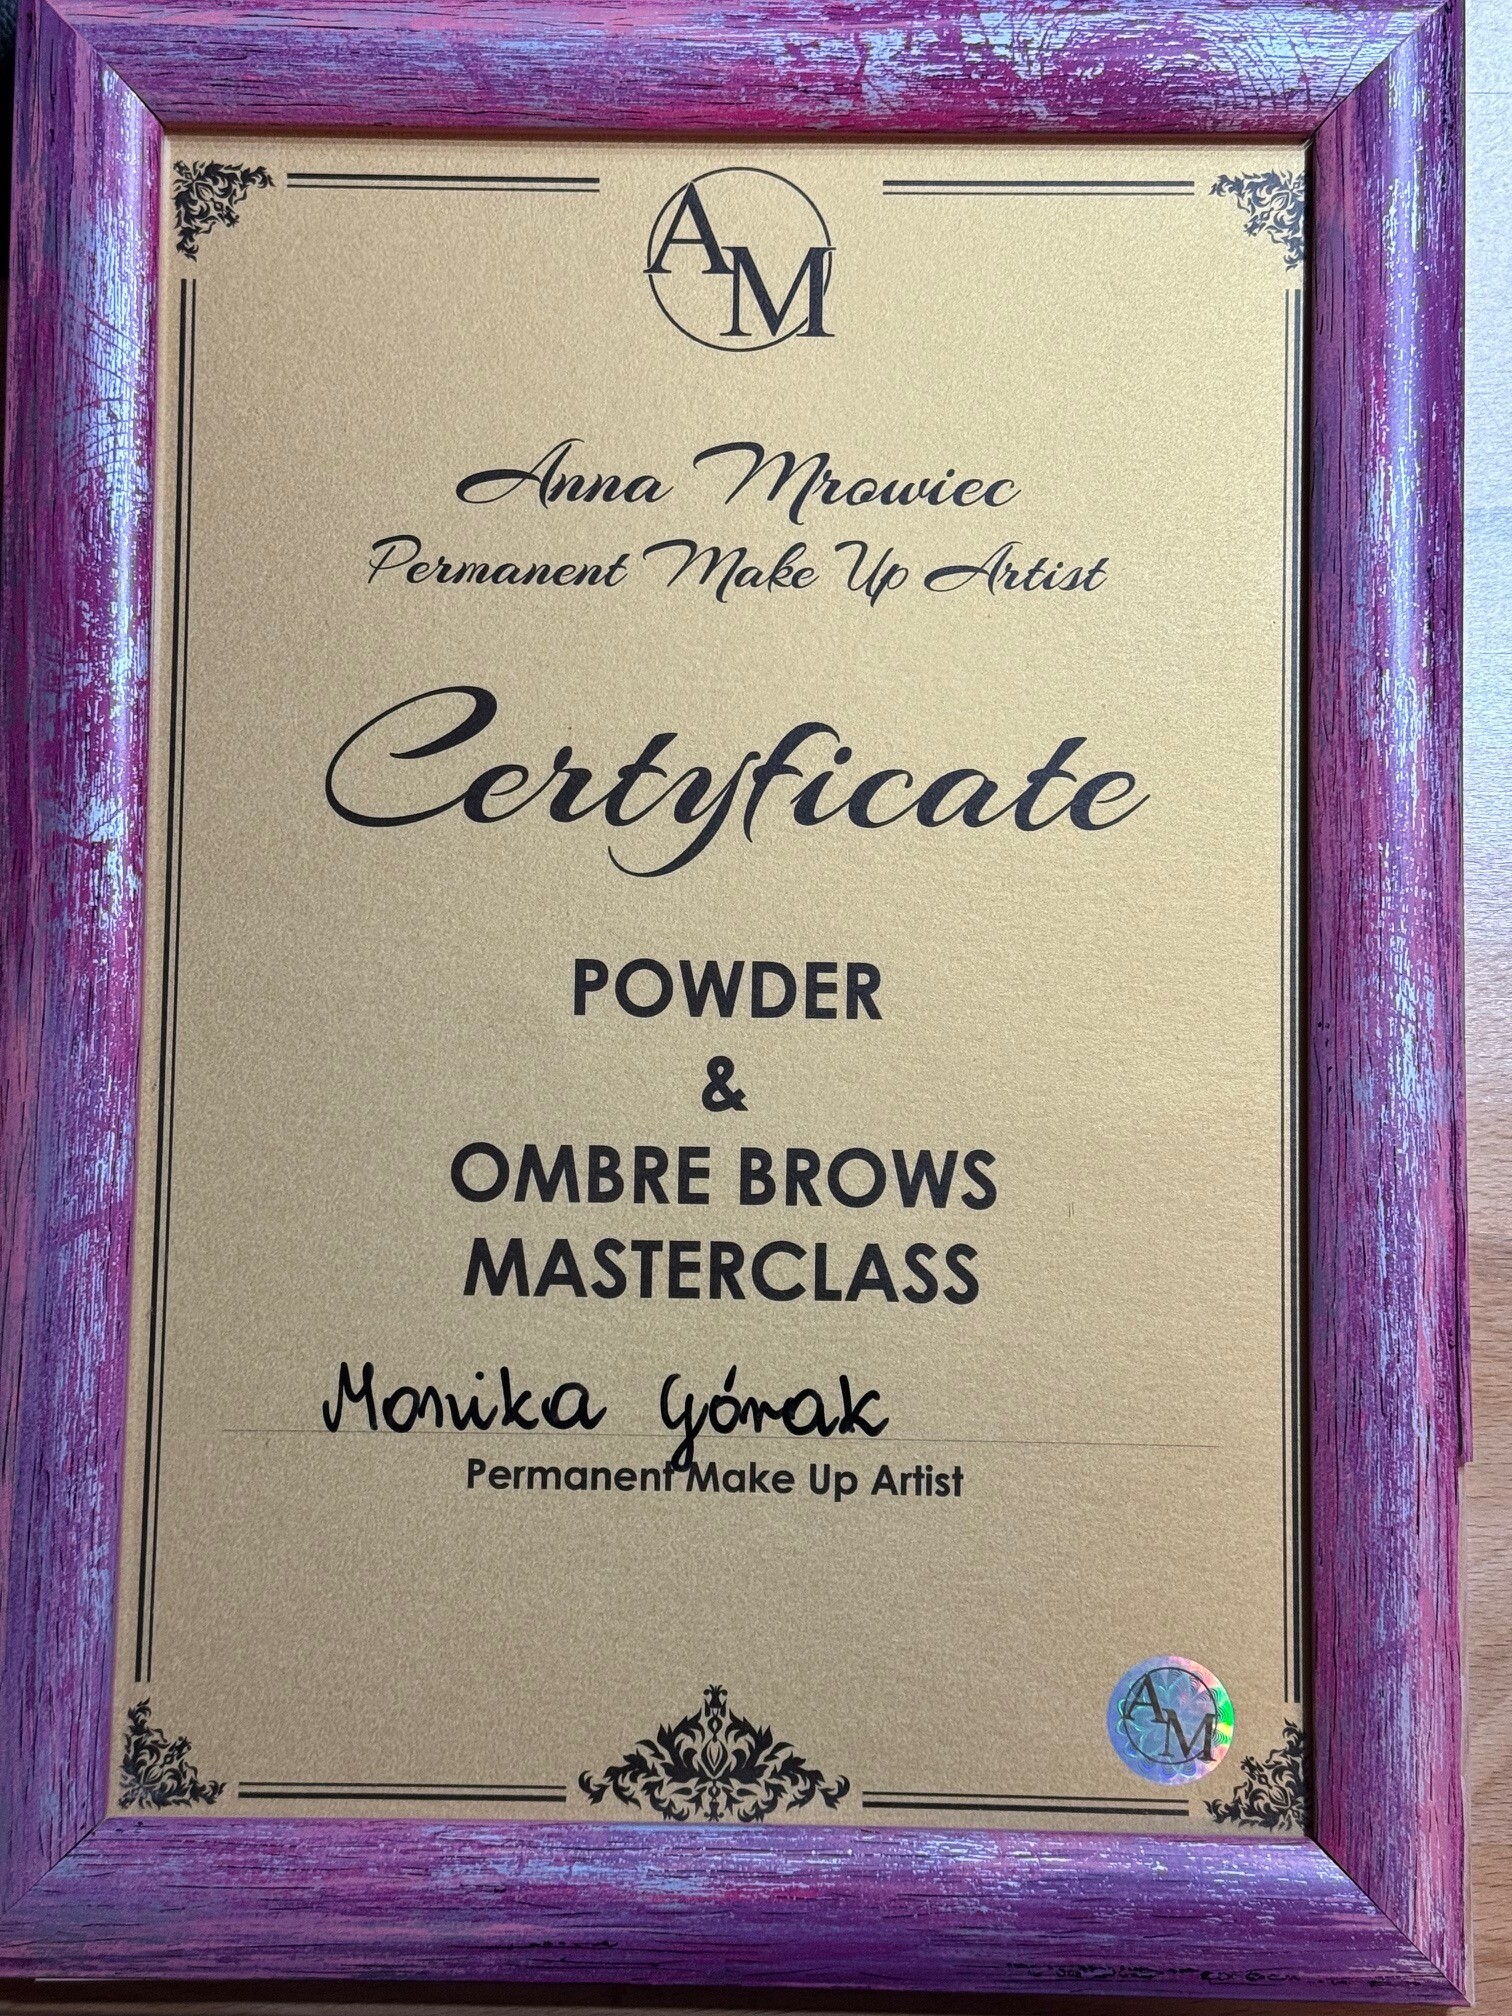 AM
Anna Mrowiec
Permanent Make Up Artist
Certyficate
POWDER
&
OMBRE BROWS
MASTERCLASS
Monika Górak
Permanent Make Up Artist
AM